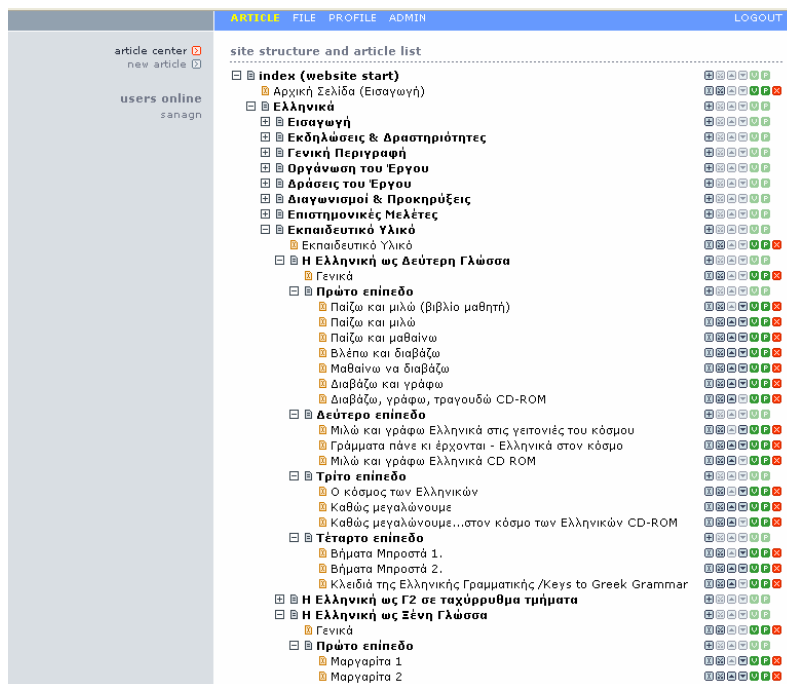 ARTICLE FILE PROFILE ADMIN LOGOUT
article center
new article
users online
sanagn
site structure and article list
index (website start)
Αρχική Σελίδα (Εισαγωγή)
Ελληνικά
Εισαγωγή
Εκδηλώσεις & Δραστηριότητες
Γενική Περιγραφή
Οργάνωση του Έργου
Δράσεις του Έργου
Διαγωνισμοί & Προκηρύξεις
Επιστημονικές Μελέτες
Εκπαιδευτικό Υλικό
Εκπαιδευτικό Υλικό
Η Ελληνική ως Δεύτερη Γλώσσα
Γενικά
Πρώτο επίπεδο
Παίζω και μιλώ (βιβλίο μαθητή)
Παίζω και μιλώ
Παίζω και μαθαίνω
Βλέπω και διαβάζω
Μαθαίνω να διαβάζω
Διαβάζω και γράφω
Διαβάζω, γράφω, τραγουδώ CD-ROM
Δεύτερο επίπεδο
Μιλώ και γράφω Ελληνικά στις γειτονιές του κόσμου
Γράμματα πάνε κι έρχονται - Ελληνικά στον κόσμο
Μιλώ και γράφω Ελληνικά CD ROM
Τρίτο επίπεδο
Ο κόσμος των Ελληνικών
Καθώς μεγαλώνουμε
Καθώς μεγαλώνουμε...στον κόσμο των Ελληνικών CD-ROM
Τέταρτο επίπεδο
Βήματα Μπροστά 1.
Βήματα Μπροστά 2.
Κλειδιά της Ελληνικής Γραμματικής /Keys to Greek Grammar
Η Ελληνική ως Γ2 σε ταχύρρυθμα τμήματα
Η Ελληνική ως Ξένη Γλώσσα
Γενικά
Πρώτο επίπεδο
Μαργαρίτα 1
Μαργαρίτα 2